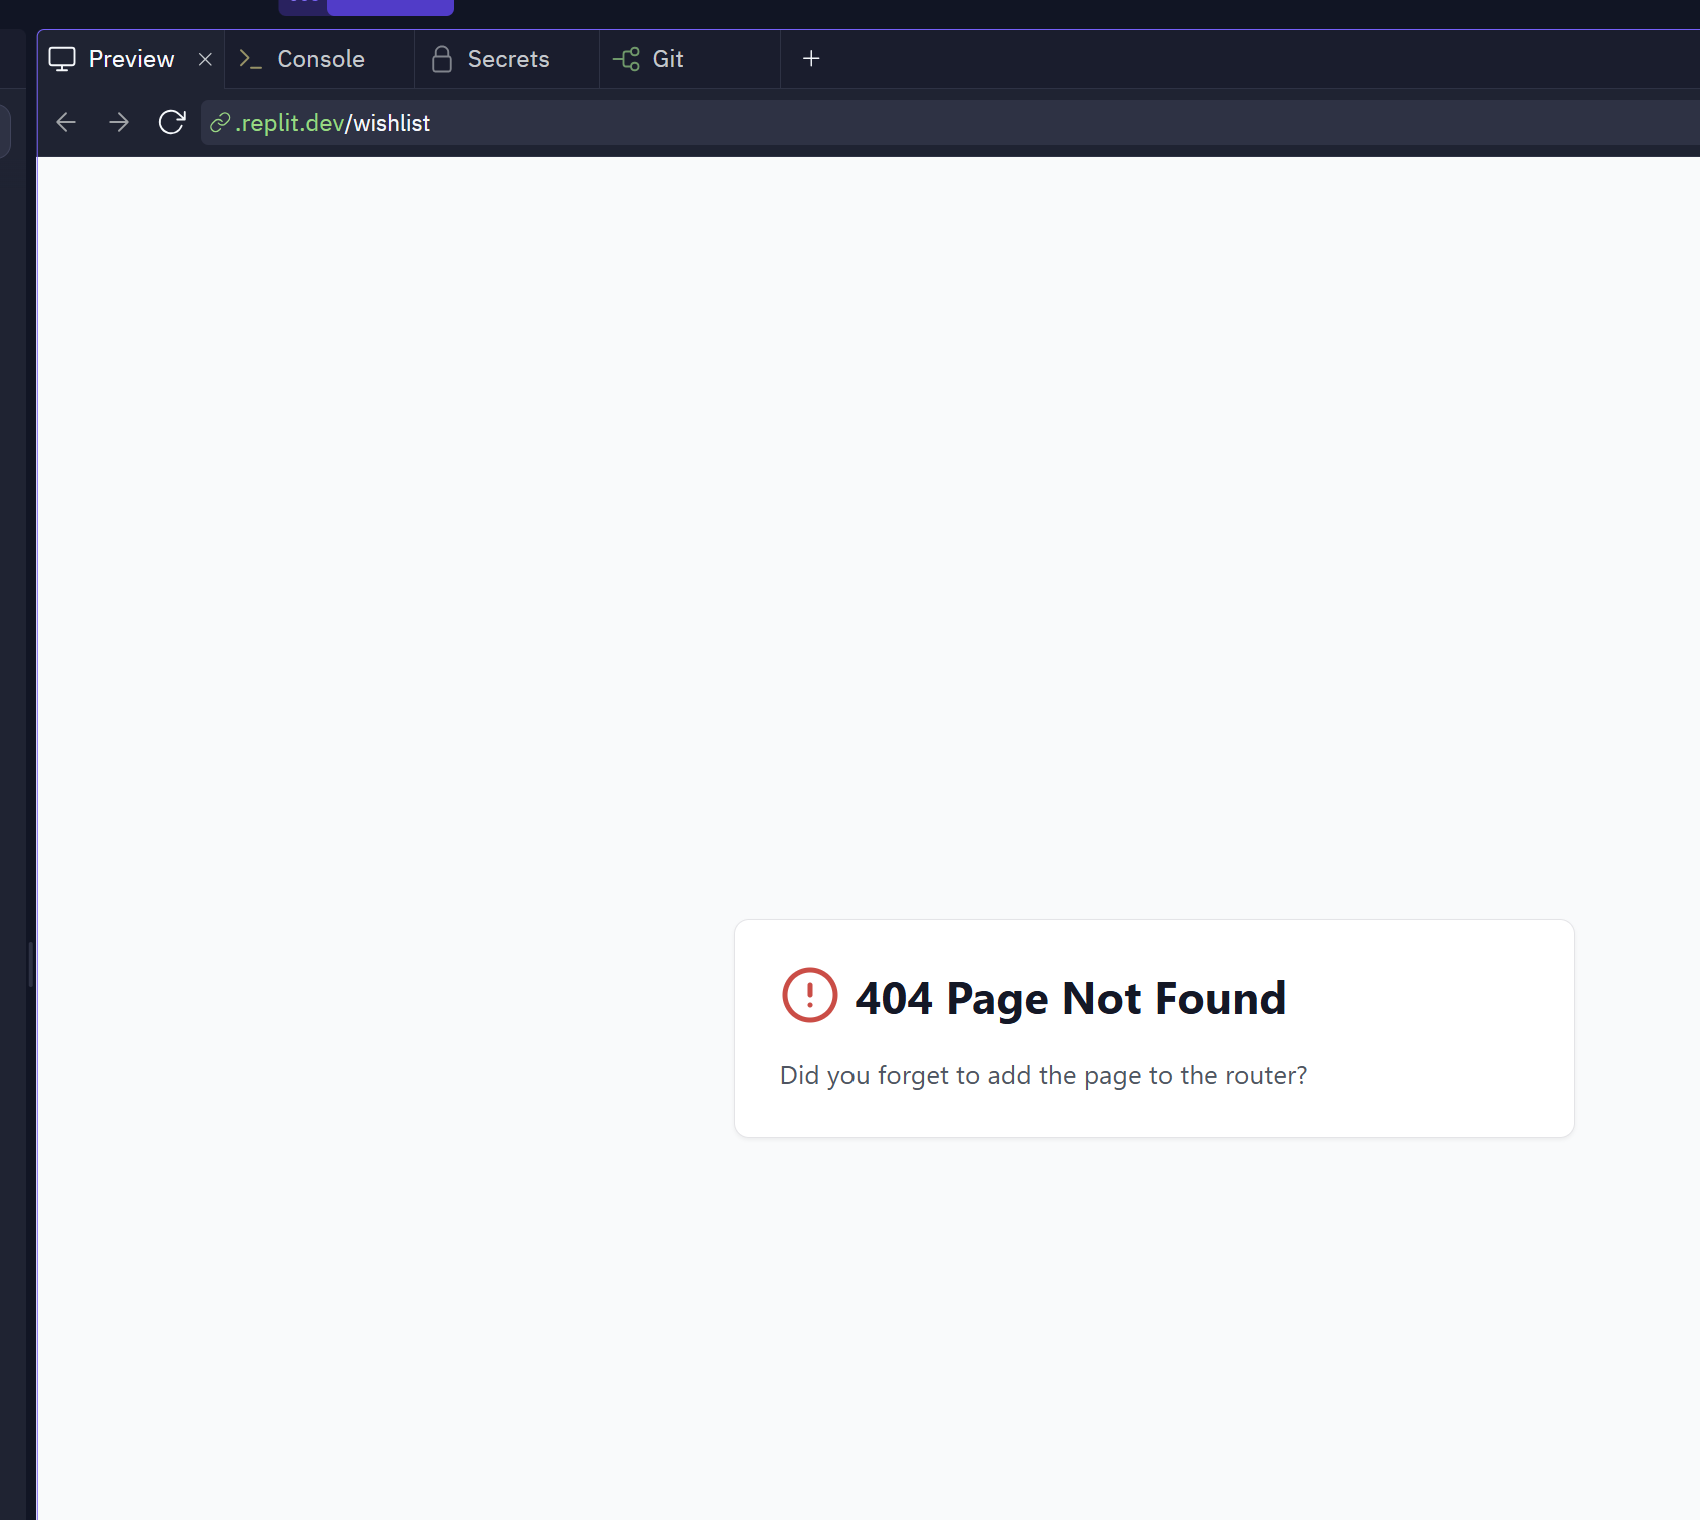 Preview
Console
Secrets
Git
.replit.dev/wishlist
404 Page Not Found
Did you forget to add the page to the router?